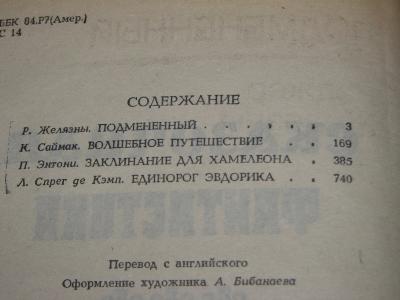 ББК 84.Р7(Амер.)
С 14
СОДЕРЖАНИЕ
Р. Желязны. ПОДМЕНЕННЫЙ . . . . . . . 3
К. Саймак. ВОЛШЕБНОЕ ПУТЕШЕСТВИЕ . . 169
П. Энтони. ЗАКЛИНАНИЕ ДЛЯ ХАМЕЛЕОНА . 385
Л. Спрег де Кэмп. ЕДИНОРОГ ЭВДОРИКА . . 740
Перевод с английского
Оформление художника А. Бибанаева